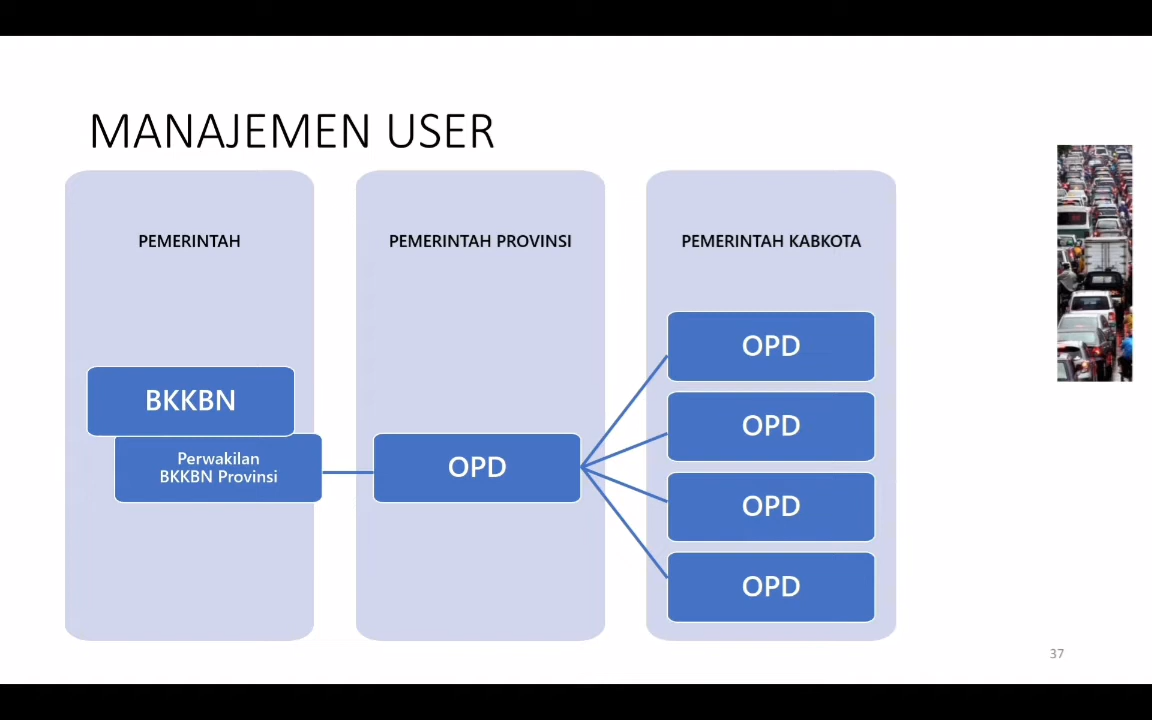 MANAJEMEN USER
PEMERINTAH
PEMERINTAH PROVINSI
PEMERINTAH KABKOTA
BKKBN
Perwakilan
BKKBN Provinsi
OPD
OPD
OPD
OPD
OPD
37